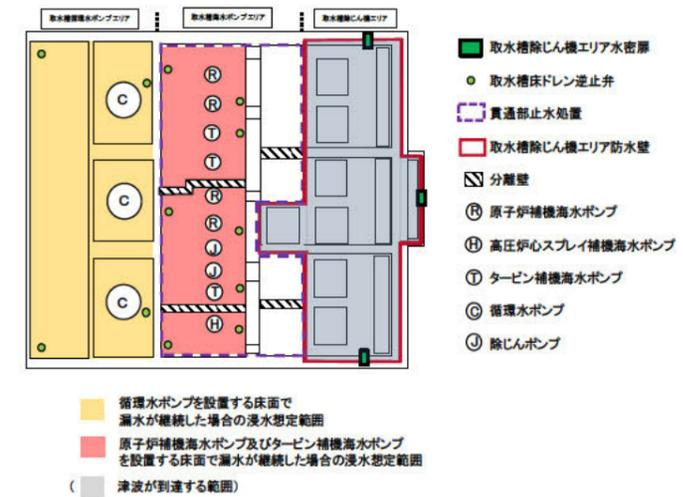 取水槽循環水ポンプエリア
取水槽海水ポンプエリア
取水槽除じん機エリア
C
C
C
R
R
T
T
R
R
J
J
T
H
取水槽除じん機エリア水密扉
取水槽床ドレン逆止弁
貫通部止水処置
取水槽除じん機エリア防水壁
分離壁
R 原子炉補機海水ポンプ
H 高圧炉心スプレイ補機海水ポンプ
T タービン補機海水ポンプ
C 循環水ポンプ
J 除じんポンプ
循環水ポンプを設置する床面で
漏水が継続した場合の浸水想定範囲
原子炉補機海水ポンプ及びタービン補機海水ポンプ
を設置する床面で漏水が継続した場合の浸水想定範囲
( 津波が到達する範囲)